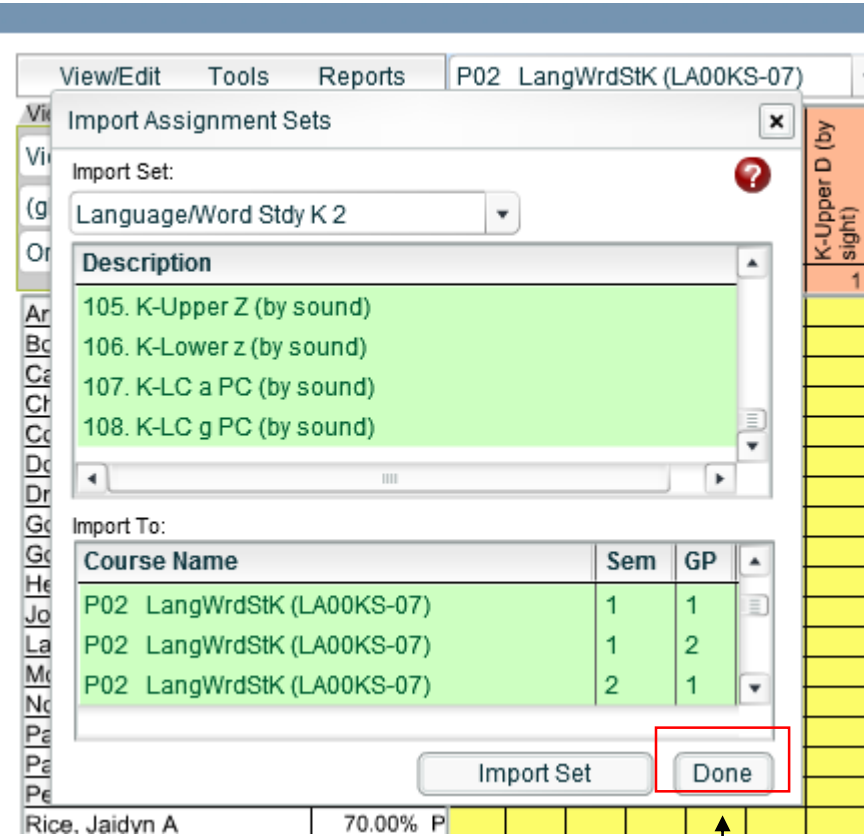 View/Edit Tools Reports P02 LangWrdStK (LA00KS-07)
Import Assignment Sets
K-Upper D (by sight)
1
Import Set:
?
Language/Word Stdy K 2
Description
105. K-Upper Z (by sound)
106. K-Lower z (by sound)
107. K-LC a PC (by sound)
108. K-LC g PC (by sound)
Import To:
Course Name Sem GP
P02 LangWrdStK (LA00KS-07) 1 1
P02 LangWrdStK (LA00KS-07) 1 2
P02 LangWrdStK (LA00KS-07) 2 1
Import Set Done
Rice, Jaidyn A 70.00% P